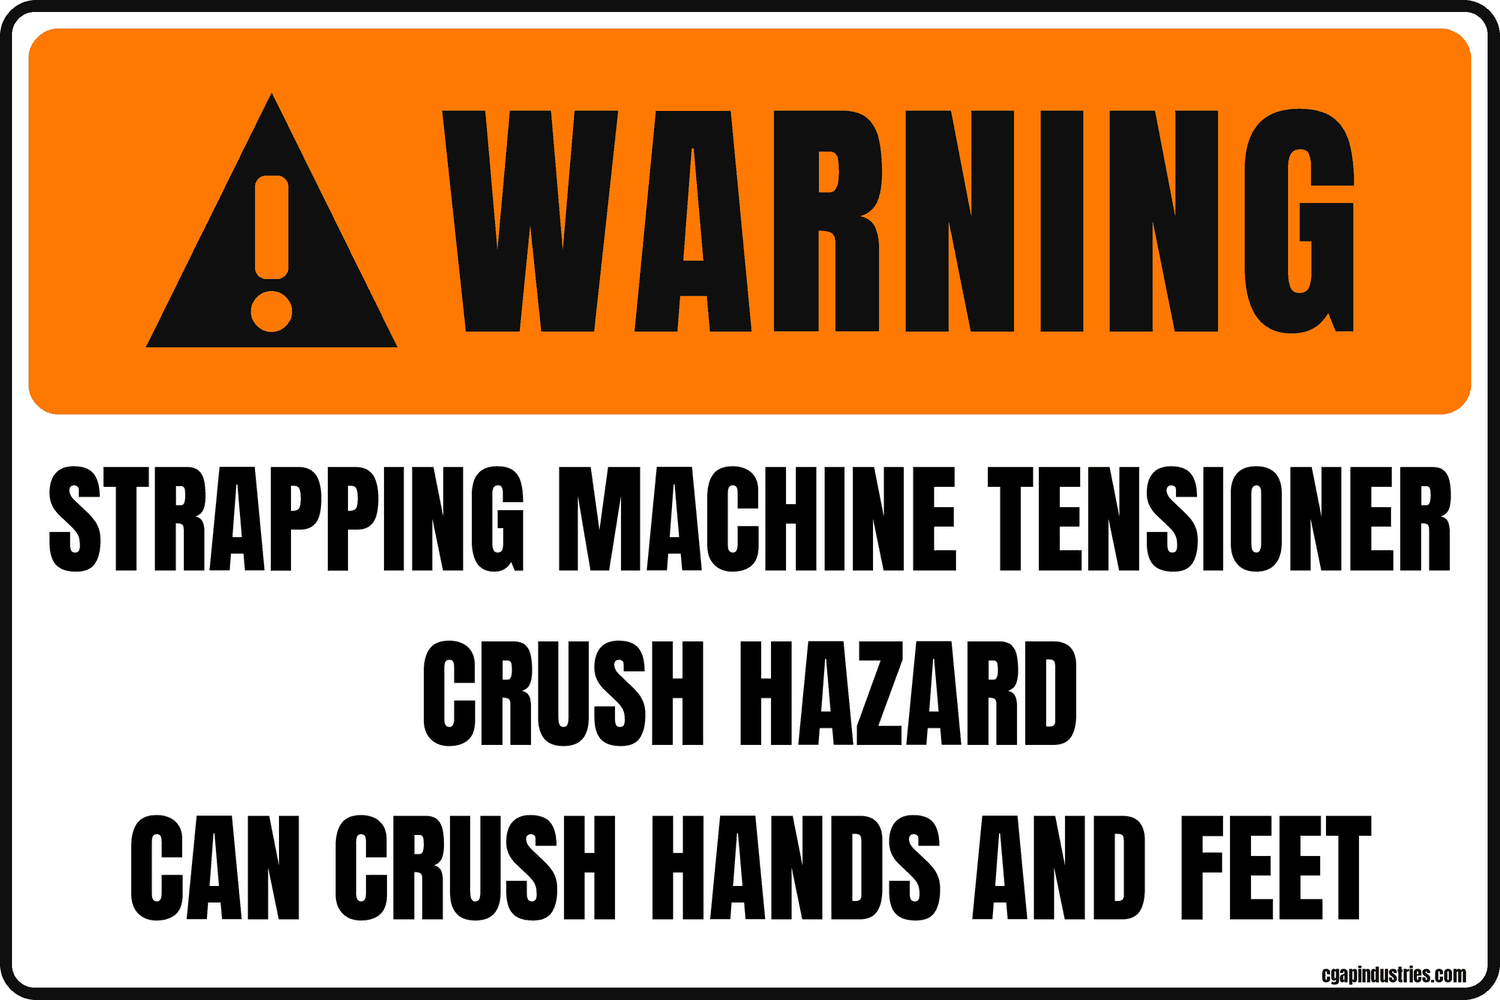 WARNING
STRAPPING MACHINE TENSIONER
CRUSH HAZARD
CAN CRUSH HANDS AND FEET
cgapindustries.com